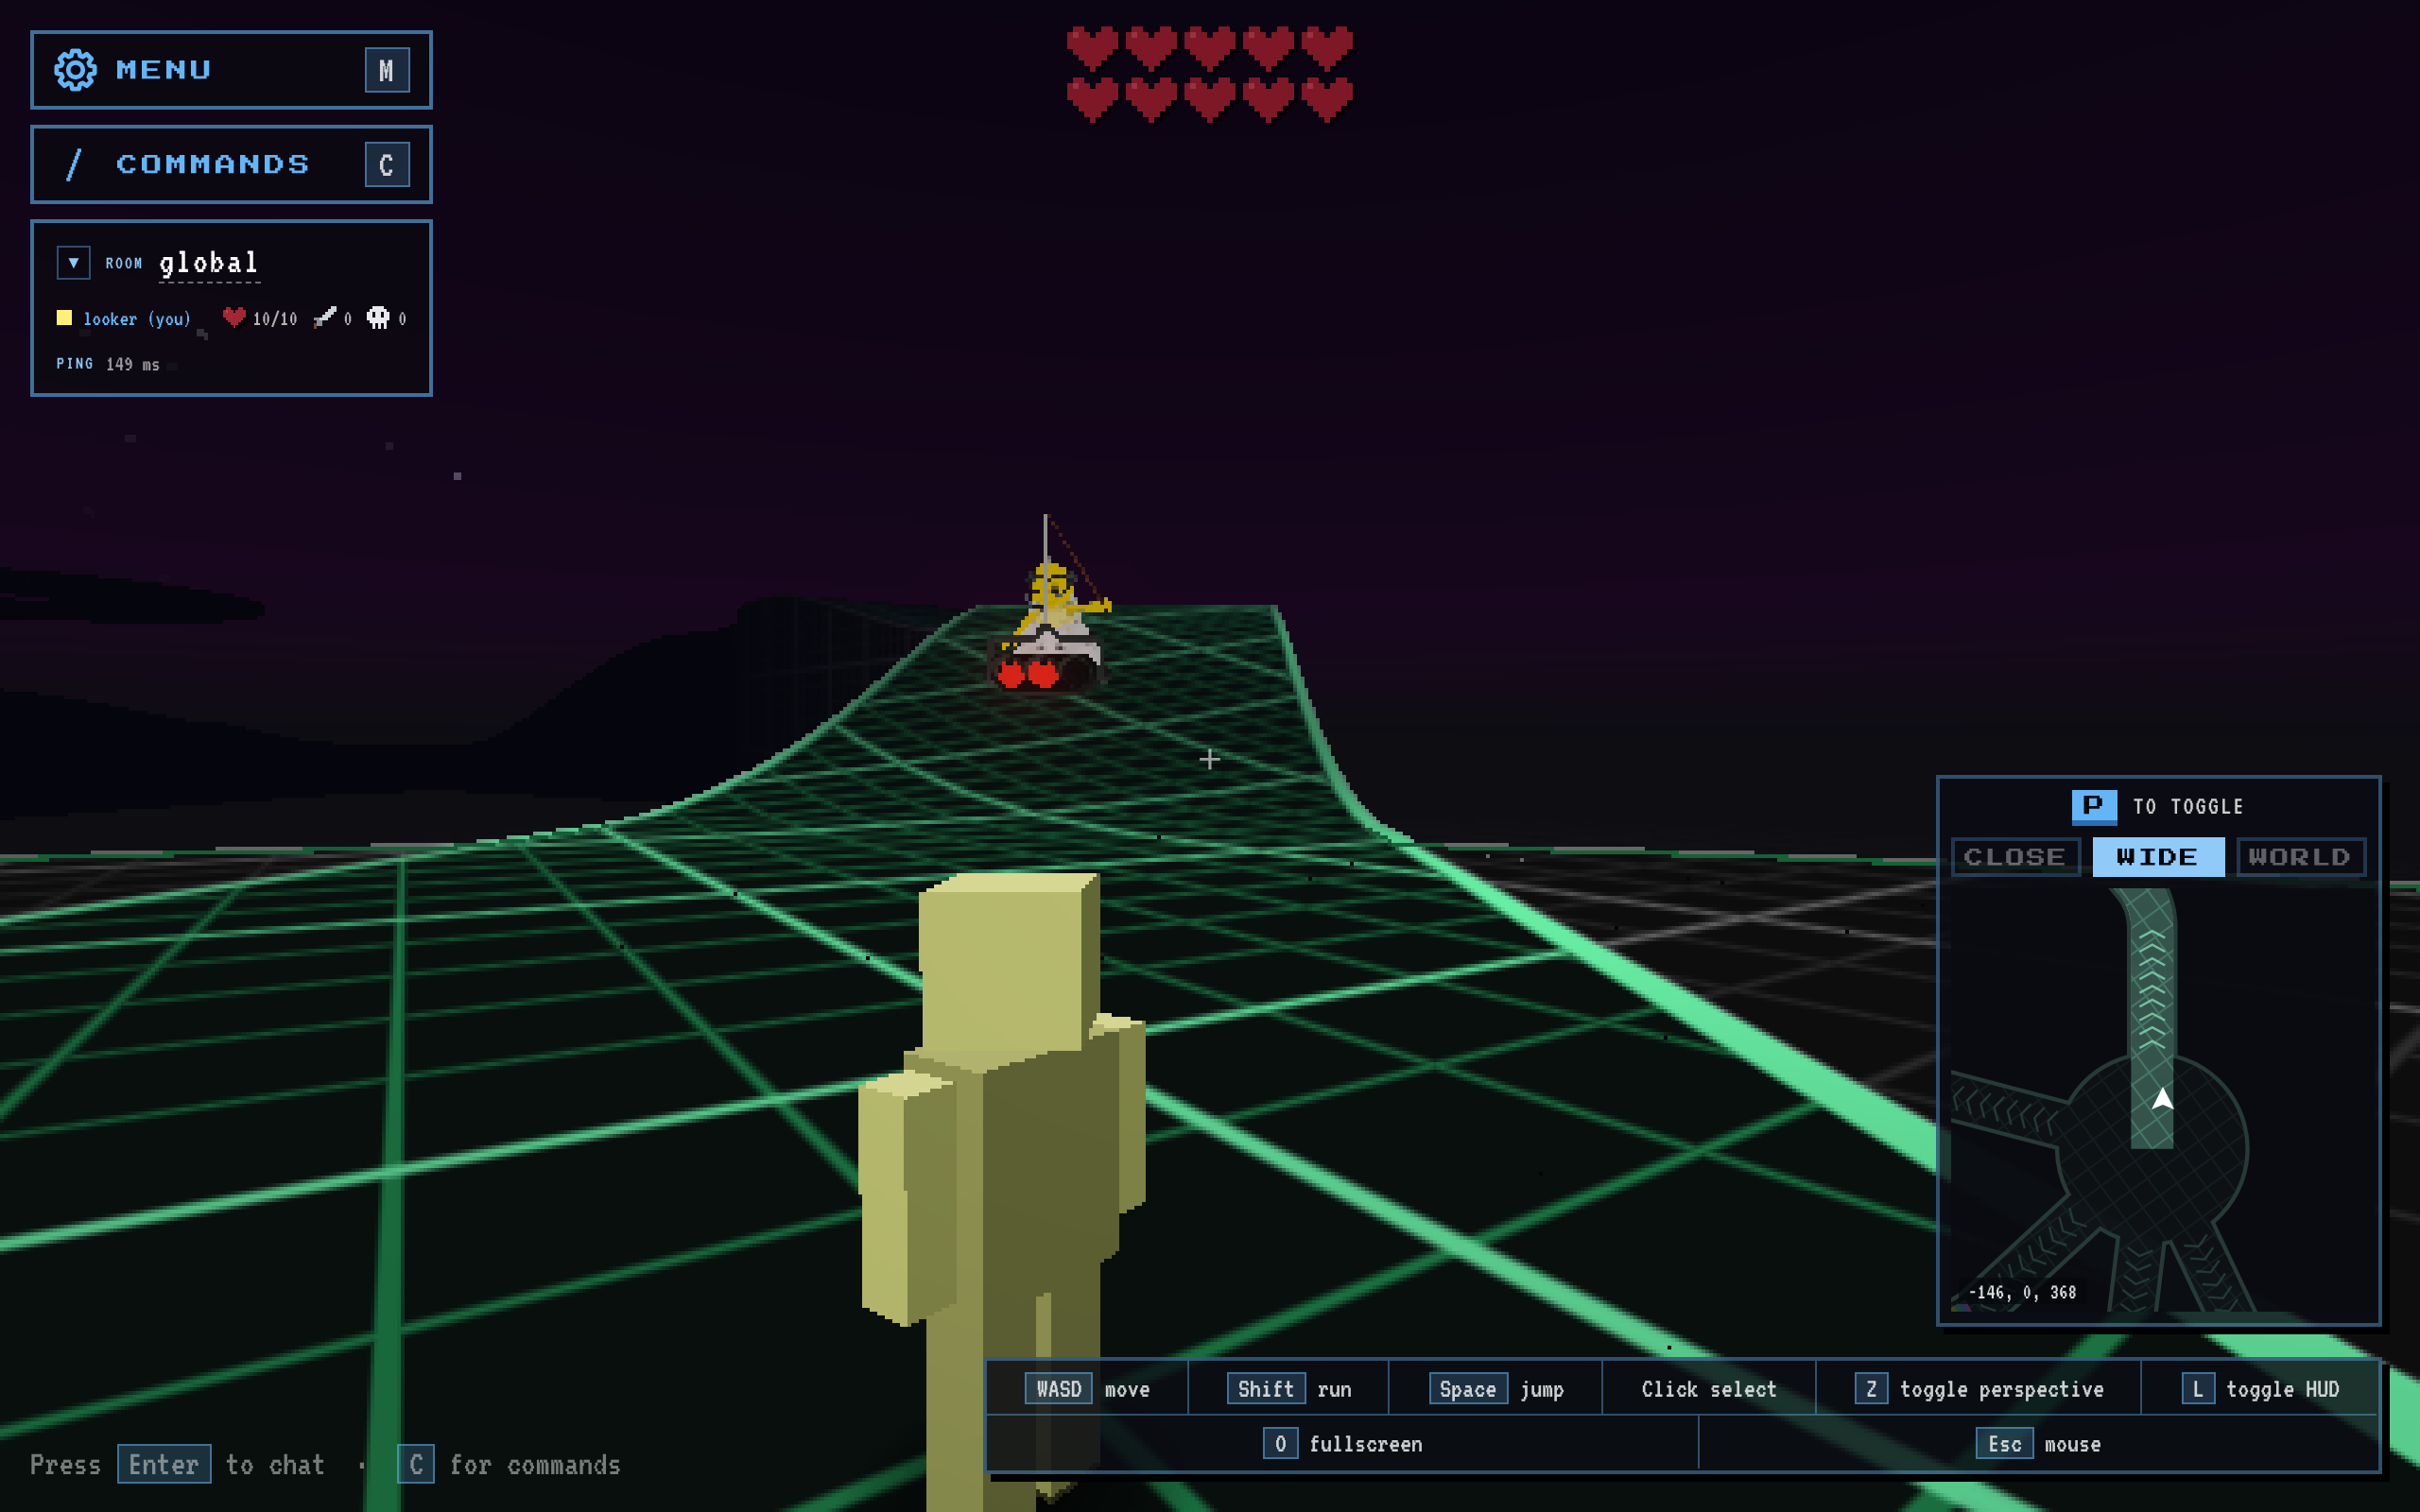 MENU M
/ COMMANDS C
▼ ROOM global
looker (you) 10/10 0 0
PING 149 ms
P TO TOGGLE
CLOSE WIDE WORLD
-146, 0, 368
WASD move Shift run Space jump Click select Z toggle perspective L toggle HUD
O fullscreen Esc mouse
Press Enter to chat · C for commands